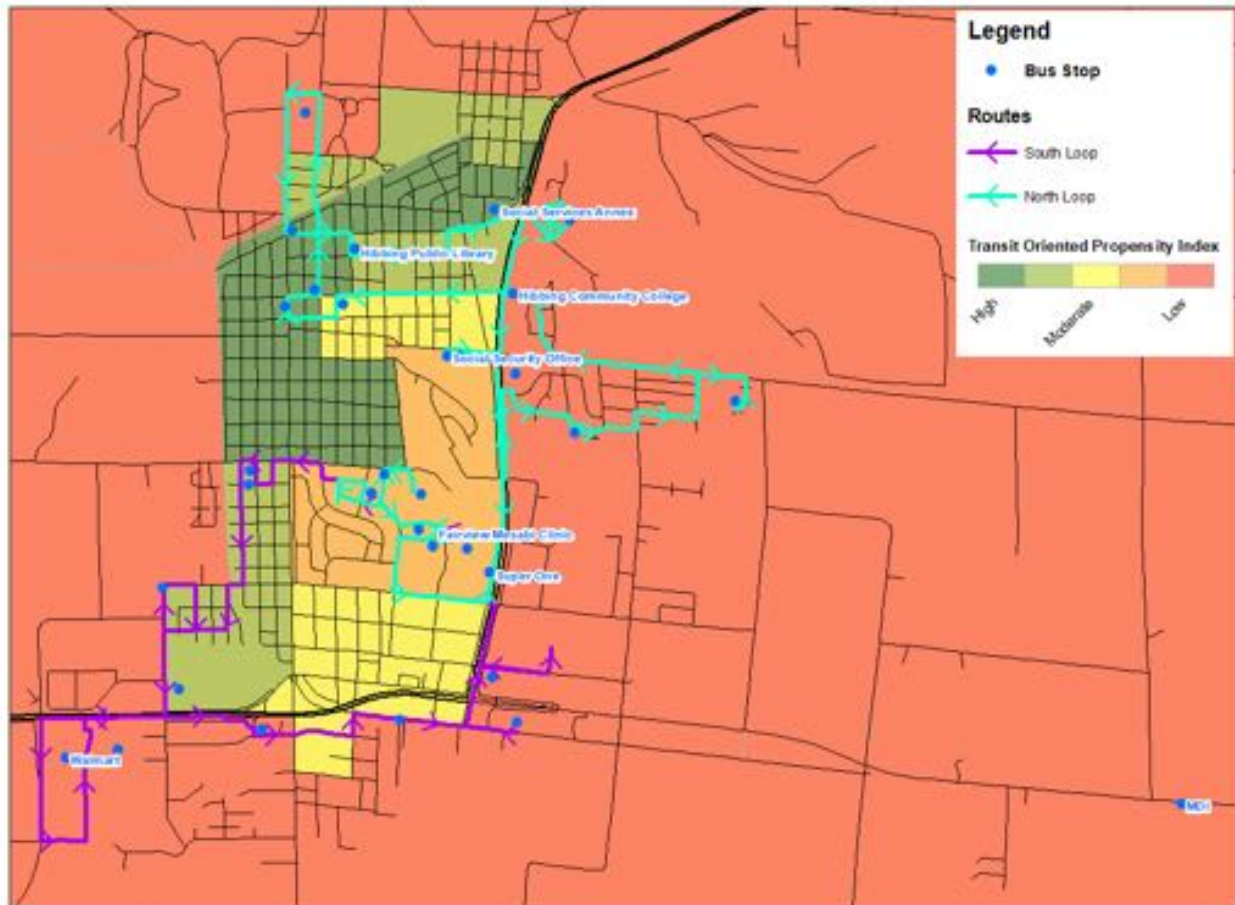 Legend
Bus Stop
Routes
South Loop
North Loop
Transit Oriented Propensity Index
High
Moderate
Low
Social Services Annex
Hibbing Public Library
Hibbing Community College
Social Security Office
Fairview Mesabi Clinic
Super One
Walmart
MDI